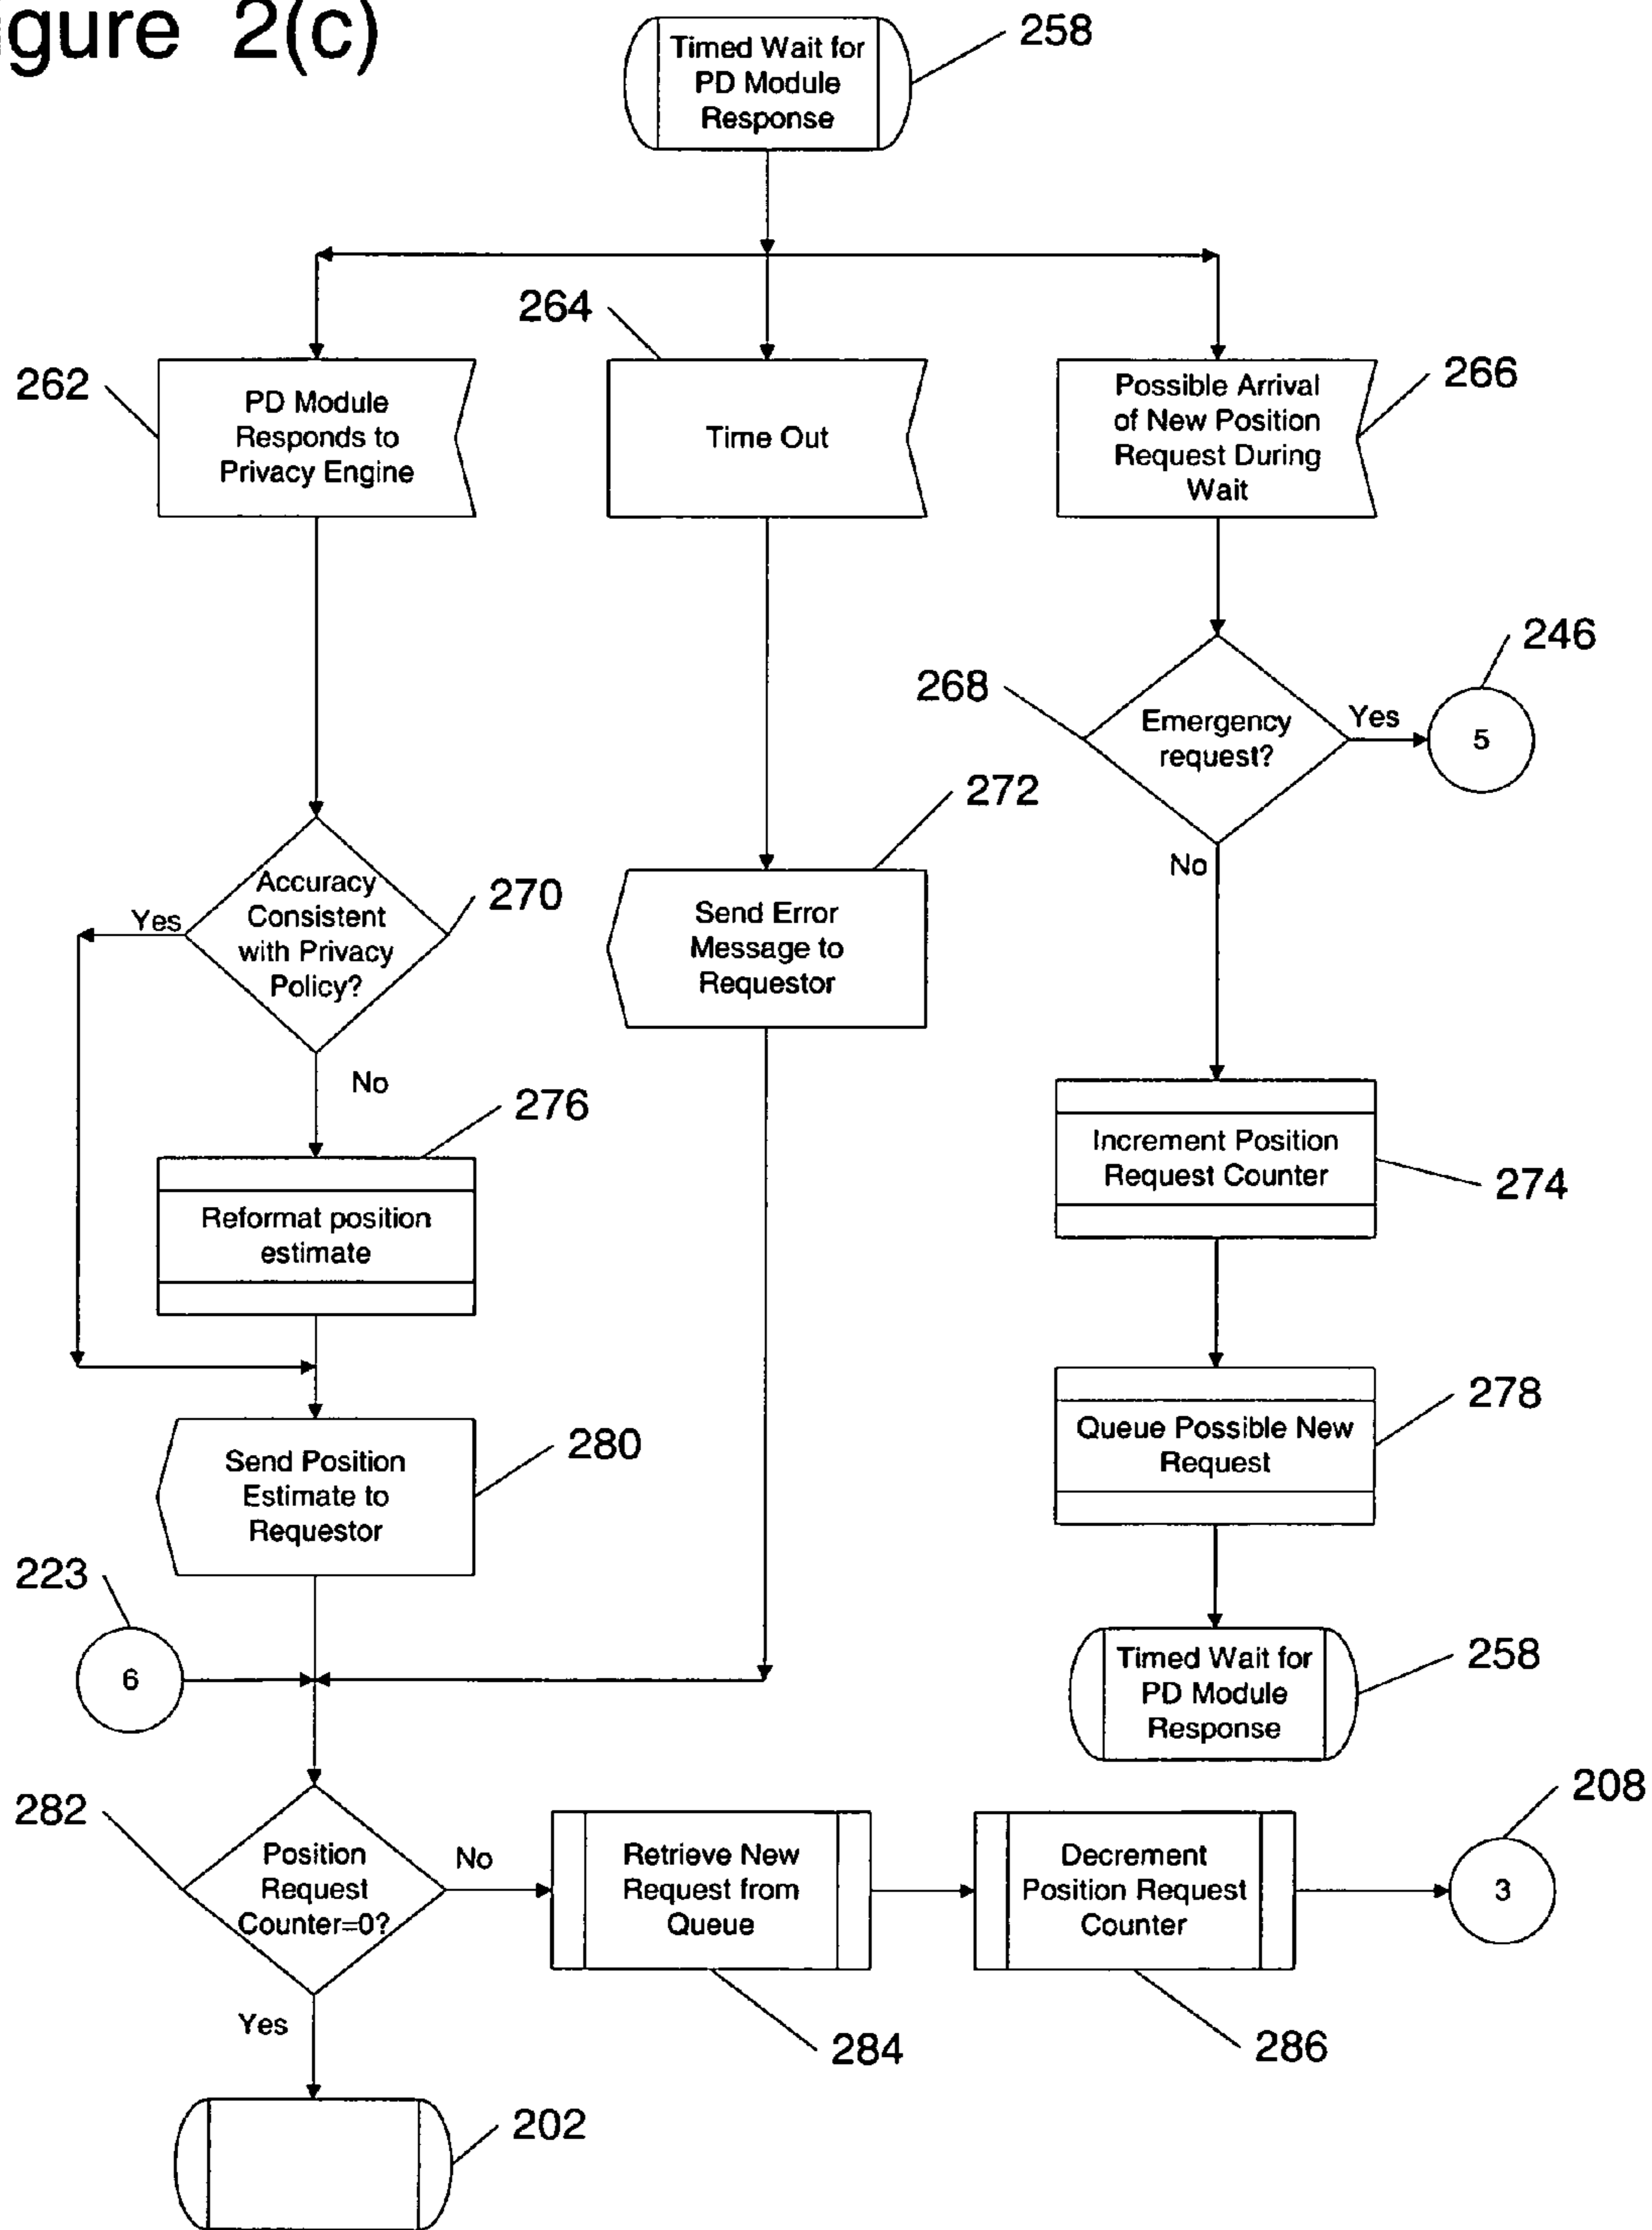 gure 2(c)
Timed Wait for
PD Module
Response
258
264
262
PD Module
Responds to
Privacy Engine
Time Out
Possible Arrival
of New Position
Request During
Wait
266
246
268
Emergency
request?
Yes
5
No
272
Accuracy
Consistent
with Privacy
Policy?
270
Yes
No
Send Error
Message to
Requestor
276
Increment Position
Request Counter
274
Reformat position
estimate
278
Queue Possible New
Request
Send Position
Estimate to
Requestor
280
223
6
Timed Wait for
PD Module
Response
258
208
282
Position
Request
Counter=0?
No
Retrieve New
Request from
Queue
Decrement
Position Request
Counter
3
Yes
284
286
202